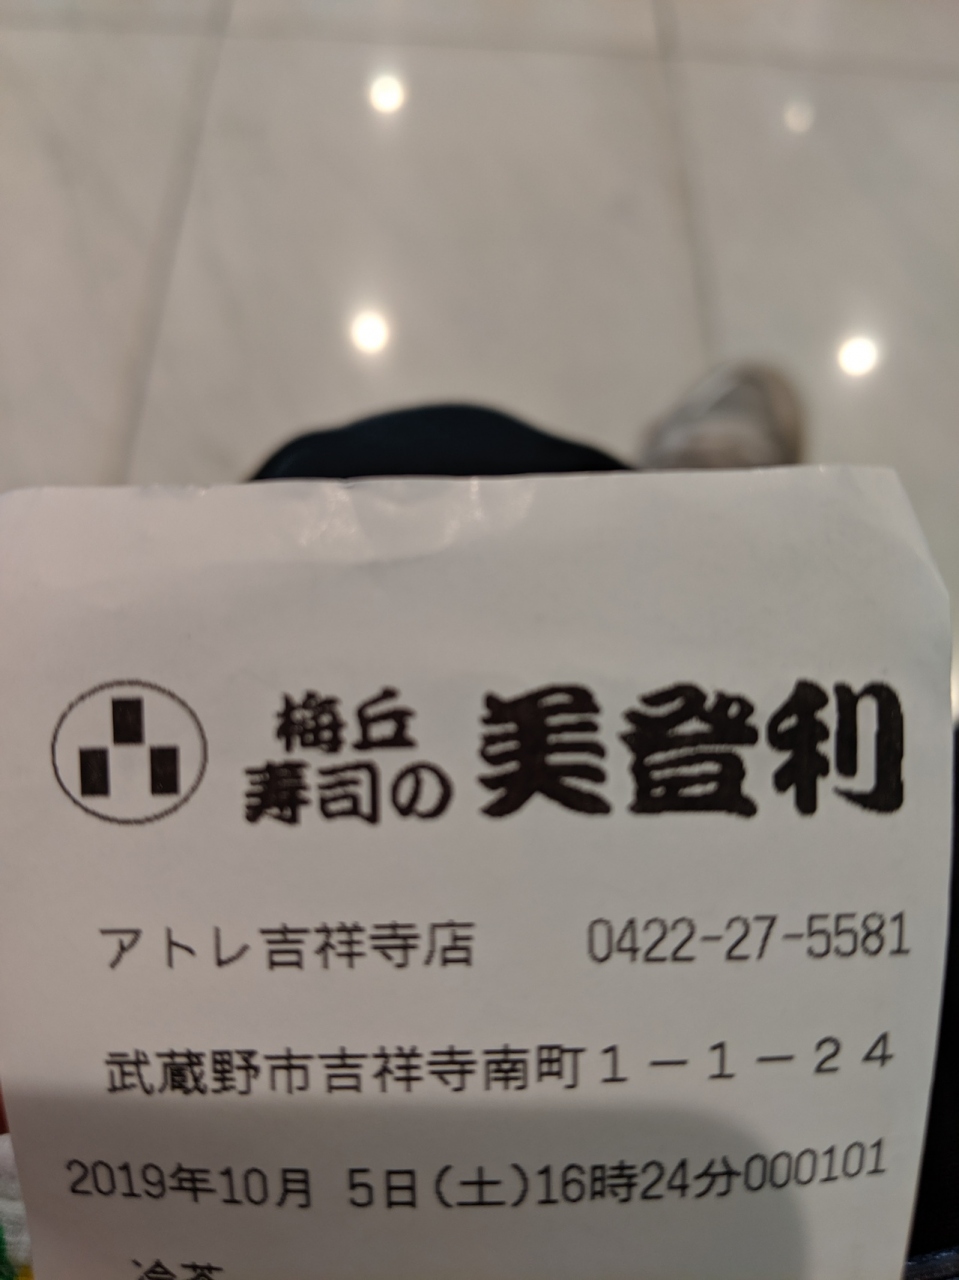 梅丘
寿司の 美登利
アトレ吉祥寺店 0422-27-5581
武蔵野市吉祥寺南町１－１－２４
2019年10月 5日(土)16時24分000101
冷茶